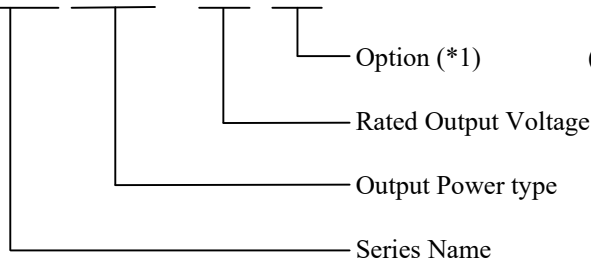 Option (*1) (
Rated Output Voltage
Output Power type
Series Name